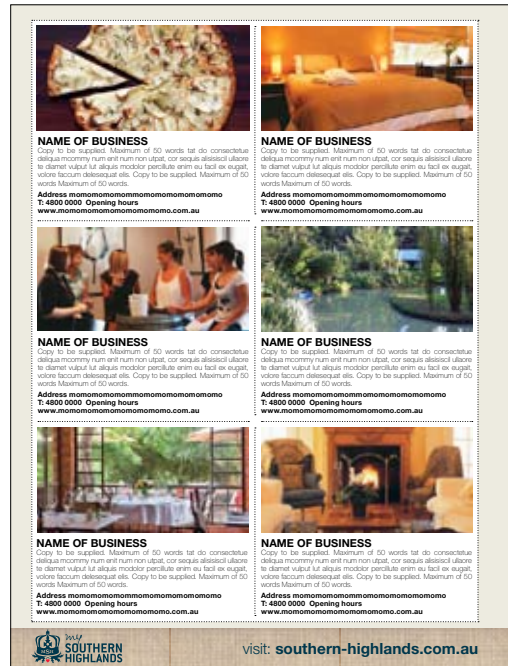 NAME OF BUSINESS
Copy to be supplied. Maximum of 50 words tat do consectetue
deliqua mcommy num enit num non utpat, cor sequis alisisicil ullaore
te diamet vulput lut aliquis modolor percillute enim eu facil ex eugait,
volore faccum delesequat elis. Copy to be supplied. Maximum of 50
words Maximum of 50 words.
Address momomomomommomomomomomomo
T: 4800 0000 Opening hours
www.momomomomomomomomomo.com.au
NAME OF BUSINESS
Copy to be supplied. Maximum of 50 words tat do consectetue
deliqua mcommy num enit num non utpat, cor sequis alisisicil ullaore
te diamet vulput lut aliquis modolor percillute enim eu facil ex eugait,
volore faccum delesequat elis. Copy to be supplied. Maximum of 50
words Maximum of 50 words.
Address momomomomommomomomomomomo
T: 4800 0000 Opening hours
www.momomomomomomomomomo.com.au
NAME OF BUSINESS
Copy to be supplied. Maximum of 50 words tat do consectetue
deliqua mcommy num enit num non utpat, cor sequis alisisicil ullaore
te diamet vulput lut aliquis modolor percillute enim eu facil ex eugait,
volore faccum delesequat elis. Copy to be supplied. Maximum of 50
words Maximum of 50 words.
Address momomomomommomomomomomomo
T: 4800 0000 Opening hours
www.momomomomomomomomomo.com.au
NAME OF BUSINESS
Copy to be supplied. Maximum of 50 words tat do consectetue
deliqua mcommy num enit num non utpat, cor sequis alisisicil ullaore
te diamet vulput lut aliquis modolor percillute enim eu facil ex eugait,
volore faccum delesequat elis. Copy to be supplied. Maximum of 50
words Maximum of 50 words.
Address momomomomommomomomomomomo
T: 4800 0000 Opening hours
www.momomomomomomomomomo.com.au
NAME OF BUSINESS
Copy to be supplied. Maximum of 50 words tat do consectetue
deliqua mcommy num enit num non utpat, cor sequis alisisicil ullaore
te diamet vulput lut aliquis modolor percillute enim eu facil ex eugait,
volore faccum delesequat elis. Copy to be supplied. Maximum of 50
words Maximum of 50 words.
Address momomomomommomomomomomomo
T: 4800 0000 Opening hours
www.momomomomomomomomomo.com.au
NAME OF BUSINESS
Copy to be supplied. Maximum of 50 words tat do consectetue
deliqua mcommy num enit num non utpat, cor sequis alisisicil ullaore
te diamet vulput lut aliquis modolor percillute enim eu facil ex eugait,
volore faccum delesequat elis. Copy to be supplied. Maximum of 50
words Maximum of 50 words.
Address momomomomommomomomomomomo
T: 4800 0000 Opening hours
www.momomomomomomomomomo.com.au
my
SOUTHERN
HIGHLANDS
visit: southern-highlands.com.au